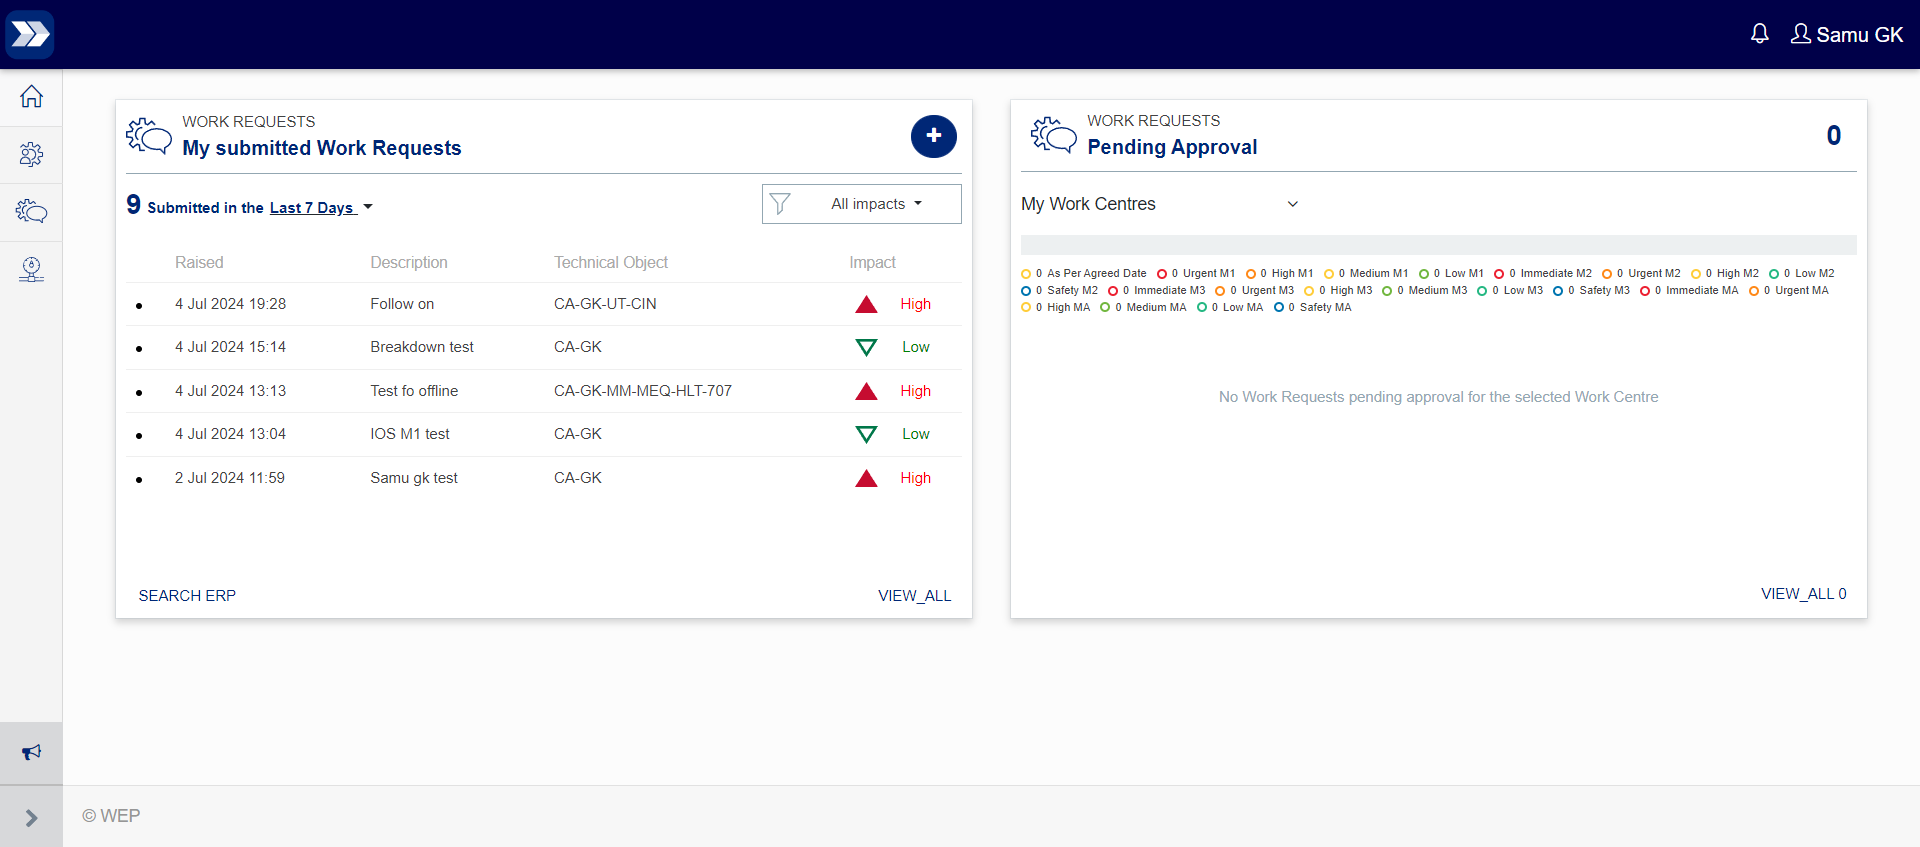 Samu GK
WORK REQUESTS
My submitted Work Requests
9 Submitted in the Last 7 Days
All impacts
Raised Description Technical Object Impact
4 Jul 2024 19:28 Follow on CA-GK-UT-CIN High
4 Jul 2024 15:14 Breakdown test CA-GK Low
4 Jul 2024 13:13 Test fo offline CA-GK-MM-MEQ-HLT-707 High
4 Jul 2024 13:04 IOS M1 test CA-GK Low
2 Jul 2024 11:59 Samu gk test CA-GK High
SEARCH ERP VIEW_ALL
WORK REQUESTS
Pending Approval
0
My Work Centres
0 As Per Agreed Date 0 Urgent M1 0 High M1 0 Medium M1 0 Low M1 0 Immediate M2 0 Urgent M2 0 High M2 0 Low M2
0 Safety M2 0 Immediate M3 0 Urgent M3 0 High M3 0 Medium M3 0 Low M3 0 Safety M3 0 Immediate MA 0 Urgent MA
0 High MA 0 Medium MA 0 Low MA 0 Safety MA
No Work Requests pending approval for the selected Work Centre
VIEW_ALL 0
© WEP